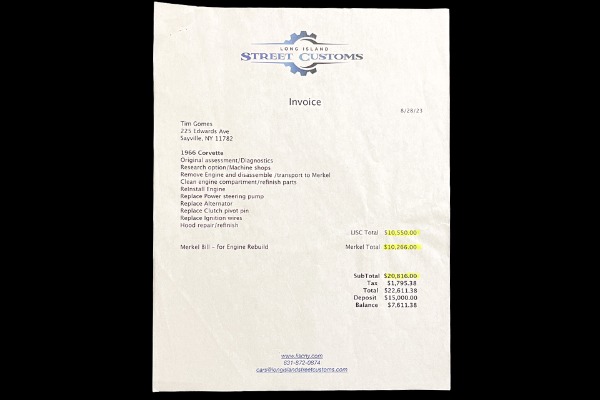 LONG ISLAND
STREET CUSTOMS
Invoice
8/28/23
Tim Gomes
225 Edwards Ave
Sayville, NY 11782
1966 Corvette
Original assessment/Diagnostics
Research option/Machine shops
Remove Engine and disassemble /transport to Merkel
Clean engine compartment/refinish parts
Reinstall Engine
Replace Power steering pump
Replace Alternator
Replace Clutch pivot pin
Replace Ignition wires
Hood repair/refinish
LISC Total $10,550.00
Merkel Bill - for Engine Rebuild Merkel Total $10,266.00
SubTotal $20,816.00
Tax $1,795.38
Total $22,611.38
Deposit $15,000.00
Balance $7,611.38
631-872-0874
cars@longislandstreetcustoms.com